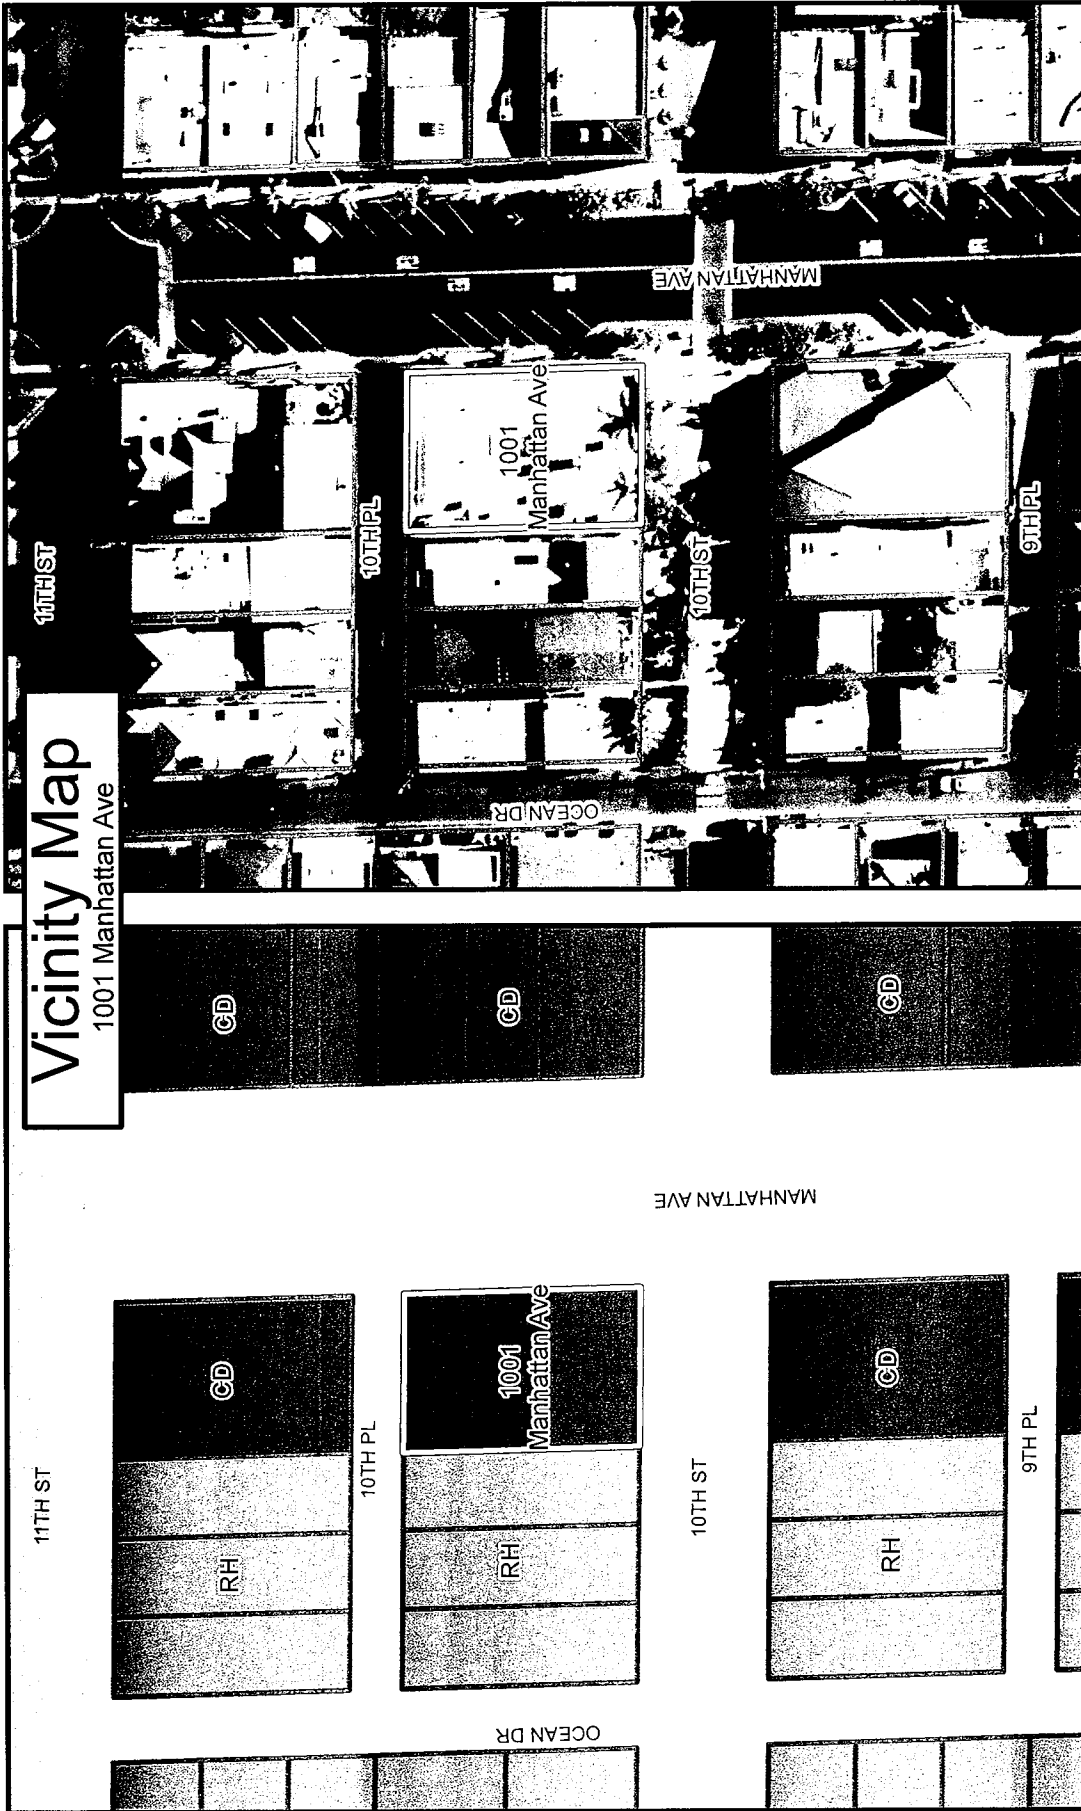 Vicinity Map
1001 Manhattan Ave
11TH ST
CD
RH
10TH PL
1001
Manhattan Ave
CD
RH
10TH ST
CD
RH
9TH PL
CD
CD
MANHATTAN AVE
OCEAN DR
11TH ST
10TH PL
1001
Manhattan Ave
10TH ST
9TH PL
MANHATTAN AVE
MANHATTAN AVE
OCEAN DR